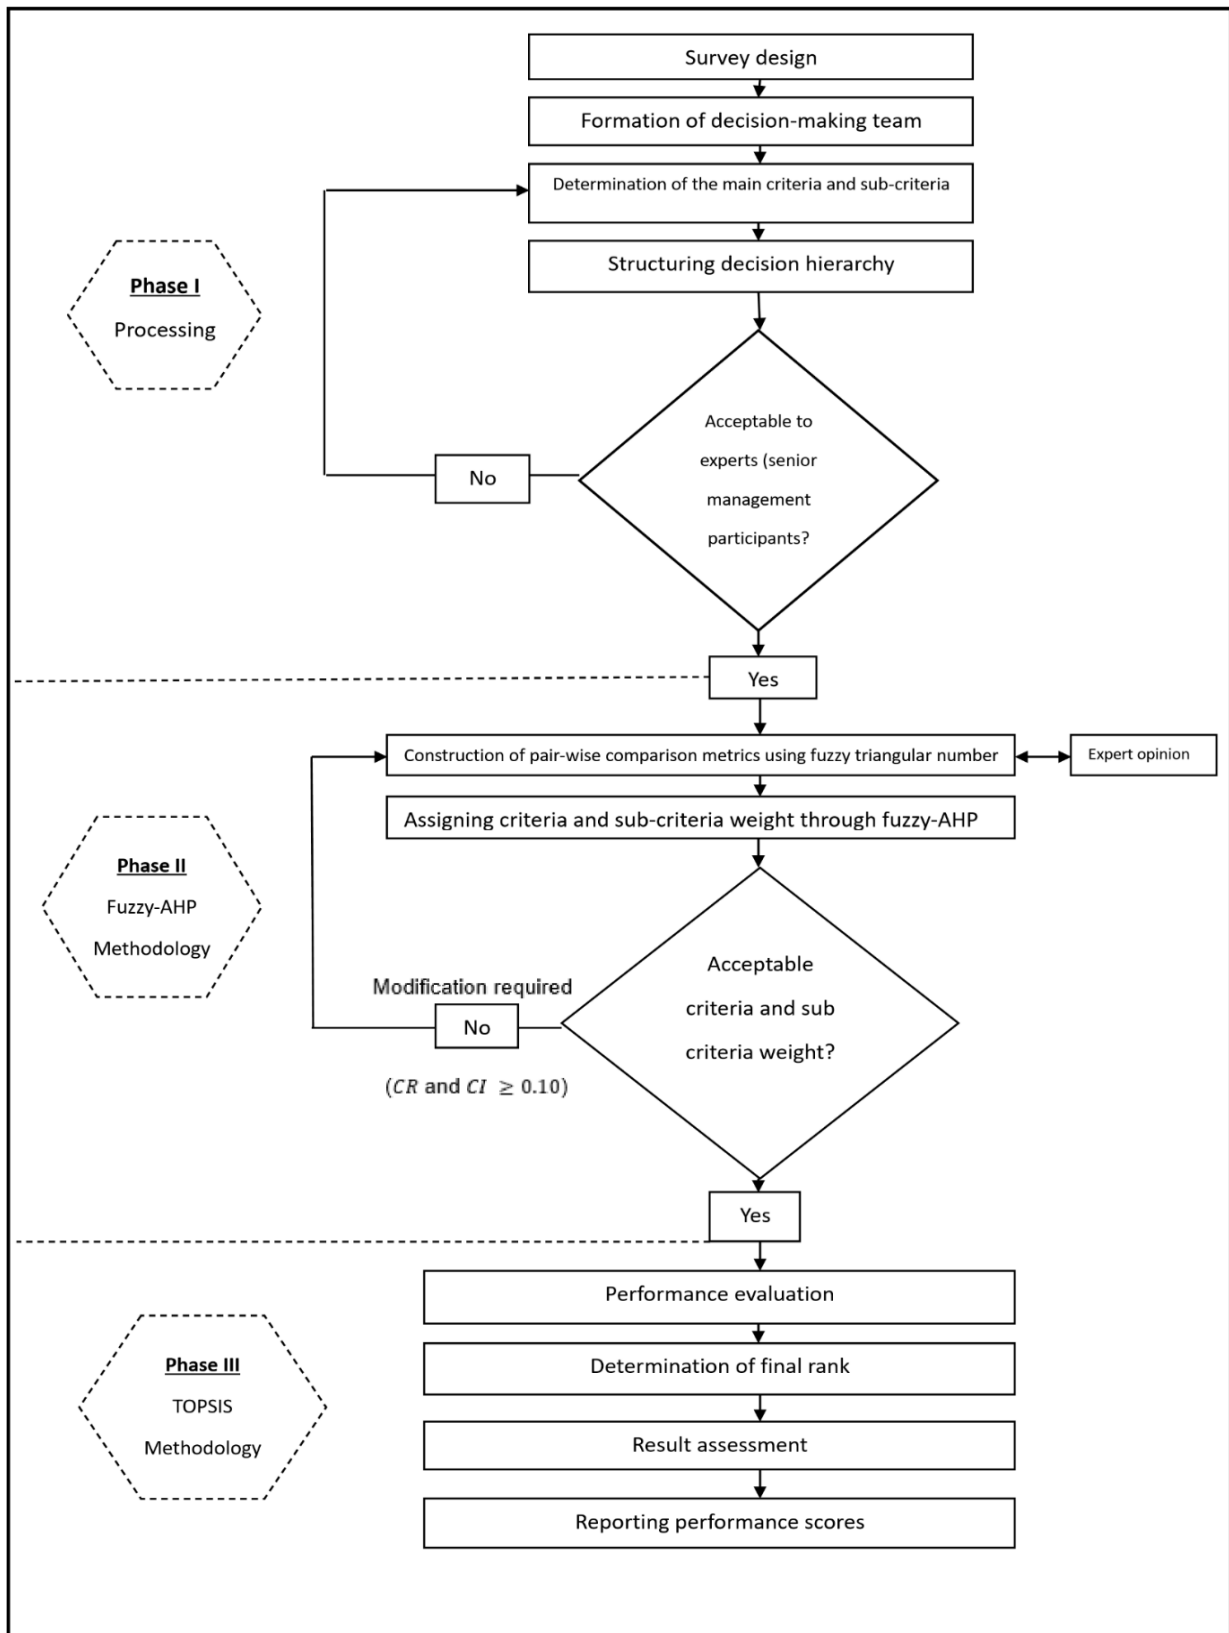 Survey design
Formation of decision-making team
Determination of the main criteria and sub-criteria
Structuring decision hierarchy
Phase I
Processing
Acceptable to
experts (senior
management
participants?
No
Yes
Construction of pair-wise comparison metrics using fuzzy triangular number
Expert opinion
Assigning criteria and sub-criteria weight through fuzzy-AHP
Phase II
Fuzzy-AHP
Methodology
Acceptable
criteria and sub
criteria weight?
Modification required
No
(CR and CI ≥ 0.10)
Yes
Performance evaluation
Determination of final rank
Phase III
TOPSIS
Methodology
Result assessment
Reporting performance scores